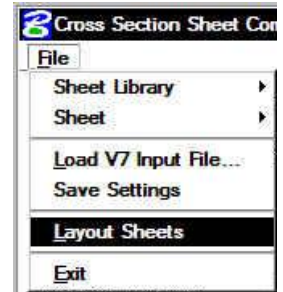 Cross Section Sheet Com
File
Sheet Library
Sheet
Load V7 Input File...
Save Settings
Layout Sheets
Exit